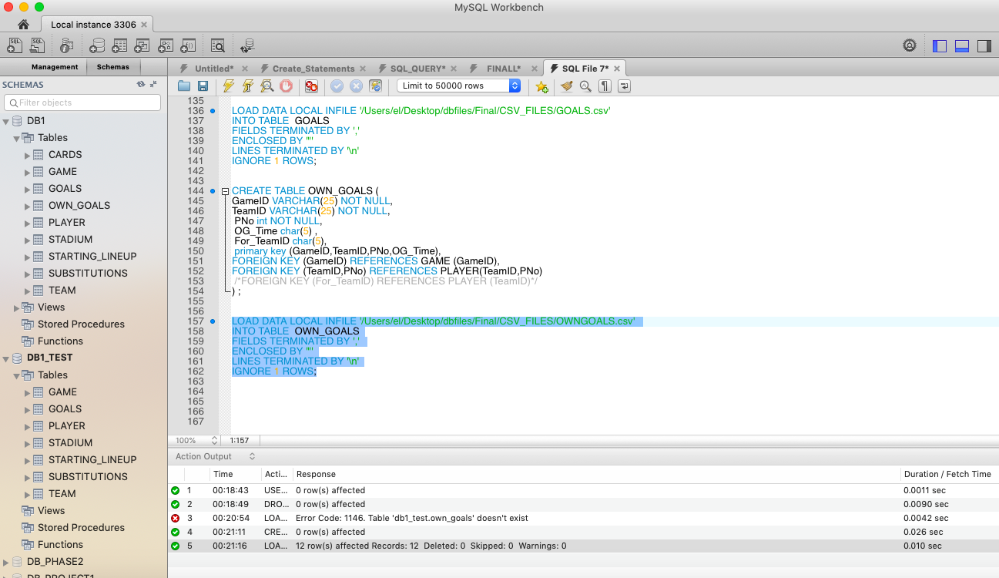 MySQL Workbench
Local instance 3306
Management Schemas
SCHEMAS
Filter objects
DB1
Tables
CARDS
GAME
GOALS
OWN_GOALS
PLAYER
STADIUM
STARTING_LINEUP
SUBSTITUTIONS
TEAM
Views
Stored Procedures
Functions
DB1_TEST
Tables
GAME
GOALS
PLAYER
STADIUM
STARTING_LINEUP
SUBSTITUTIONS
TEAM
Views
Stored Procedures
Functions
DB_PHASE2
DB_PROJECT1
Untitled* Create_Statements SQL_QUERY* FINALL* SQL File 7*
Limit to 50000 rows
135
136 LOAD DATA LOCAL INFILE '/Users/el/Desktop/dbfiles/Final/CSV_FILES/GOALS.csv'
137 INTO TABLE  GOALS
138 FIELDS TERMINATED BY ','
139 ENCLOSED BY '"'
140 LINES TERMINATED BY '\n'
141 IGNORE 1 ROWS;
142
143
144 CREATE TABLE OWN_GOALS (
145 GameID VARCHAR(25) NOT NULL,
146 TeamID VARCHAR(25) NOT NULL,
147 PNo int NOT NULL,
148 OG_Time char(5) ,
149 For_TeamID char(5),
150 primary key (GameID,TeamID,PNo,OG_Time),
151 FOREIGN KEY (GameID) REFERENCES GAME (GameID),
152 FOREIGN KEY (TeamID,PNo) REFERENCES PLAYER(TeamID,PNo)
153 /*FOREIGN KEY (For_TeamID) REFERENCES PLAYER (TeamID)*/
154 ) ;
155
156
157 LOAD DATA LOCAL INFILE '/Users/el/Desktop/dbfiles/Final/CSV_FILES/OWNGOALS.csv'
158 INTO TABLE  OWN_GOALS
159 FIELDS TERMINATED BY ','
160 ENCLOSED BY '"'
161 LINES TERMINATED BY '\n'
162 IGNORE 1 ROWS;
163
164
165
166
167
100% 1:157
Action Output
Time Acti... Response Duration / Fetch Time
1 00:18:43 USE... 0 row(s) affected 0.0011 sec
2 00:18:49 DRO... 0 row(s) affected 0.0090 sec
3 00:20:54 LOA... Error Code: 1146. Table 'db1_test.own_goals' doesn't exist 0.0042 sec
4 00:21:11 CRE... 0 row(s) affected 0.026 sec
5 00:21:16 LOA... 12 row(s) affected Records: 12  Deleted: 0  Skipped: 0  Warnings: 0 0.010 sec